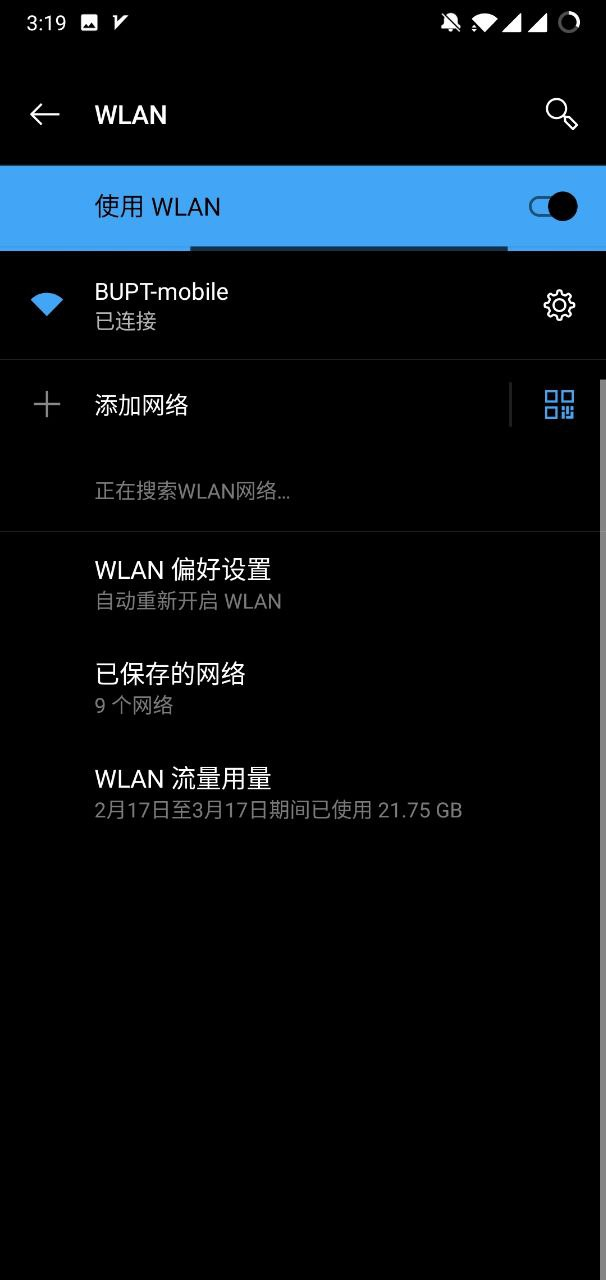 3:19
WLAN
使用 WLAN
BUPT-mobile
已连接
添加网络
正在搜索WLAN网络...
WLAN 偏好设置
自动重新开启 WLAN
已保存的网络
9 个网络
WLAN 流量用量
2月17日至3月17日期间已使用 21.75 GB